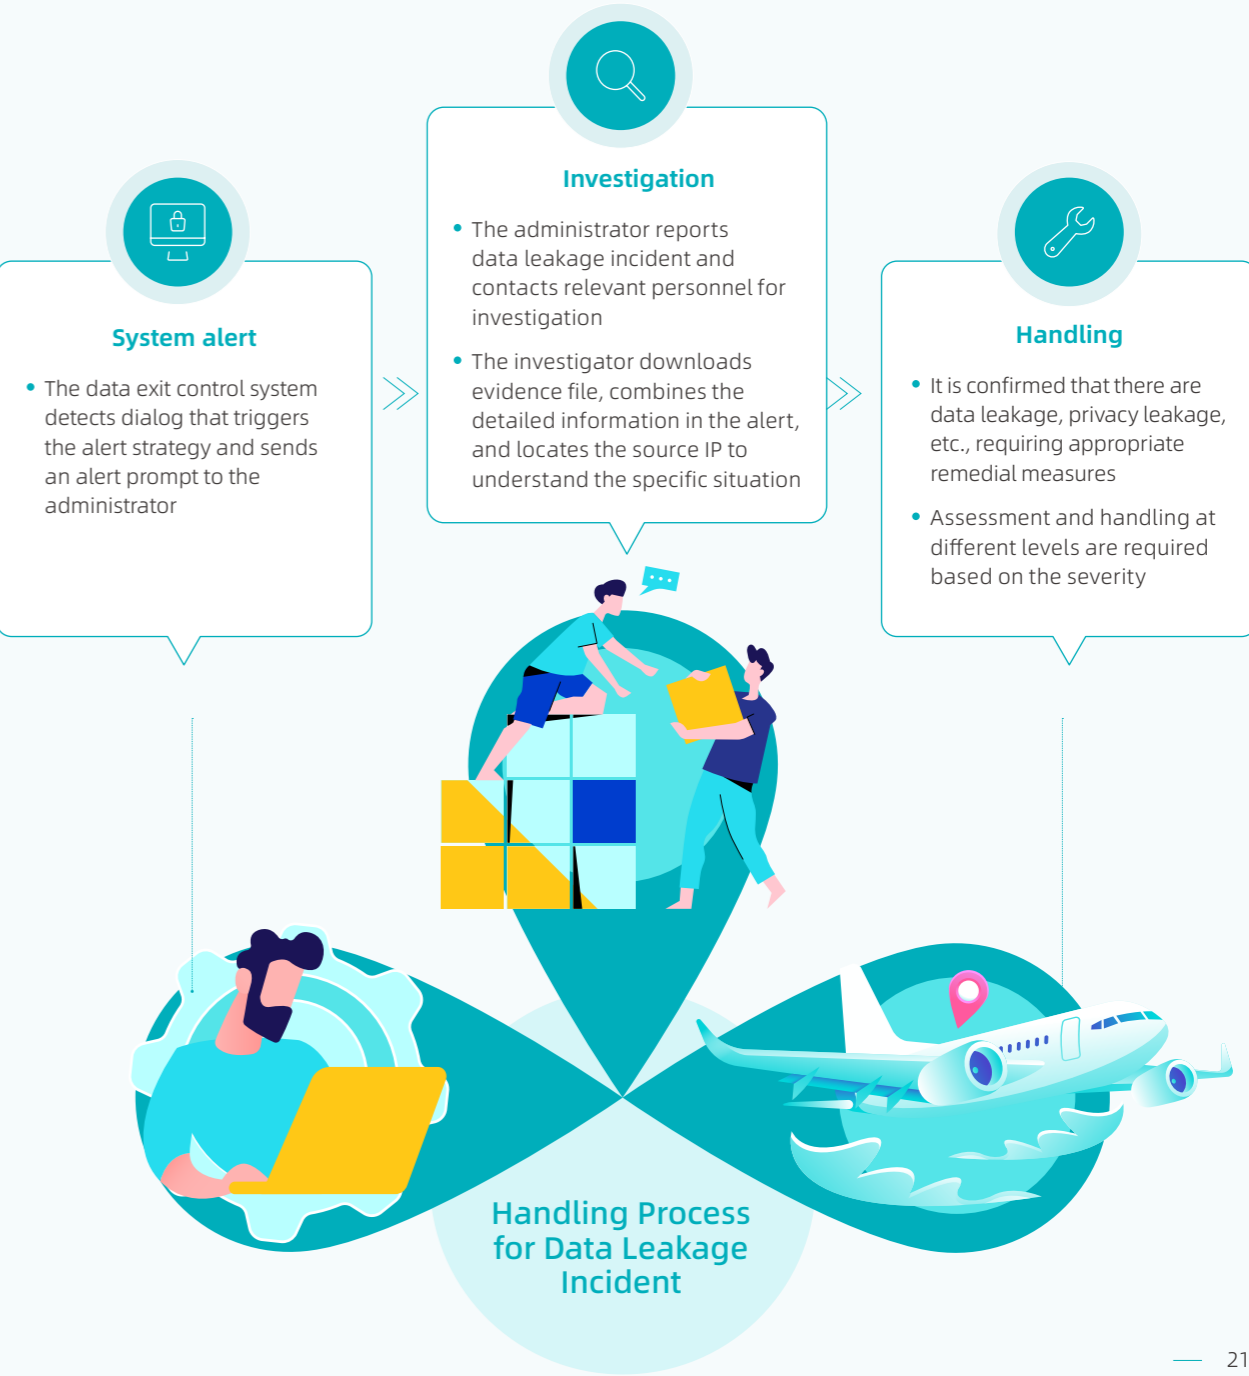 System alert
• The data exit control system
detects dialog that triggers
the alert strategy and sends
an alert prompt to the
administrator
Investigation
• The administrator reports
data leakage incident and
contacts relevant personnel for
investigation
• The investigator downloads
evidence file, combines the
detailed information in the alert,
and locates the source IP to
understand the specific situation
Handling
• It is confirmed that there are
data leakage, privacy leakage,
etc., requiring appropriate
remedial measures
• Assessment and handling at
different levels are required
based on the severity
Handling Process
for Data Leakage
Incident
21